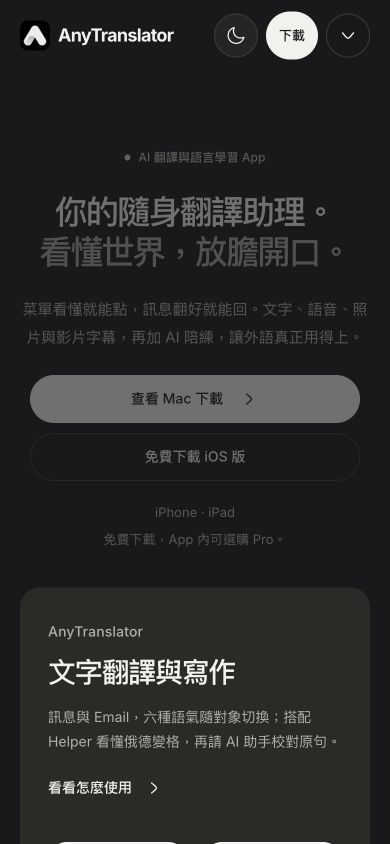 AnyTranslator
下載
AI 翻譯與語言學習 App
你的隨身翻譯助理。
看懂世界，放膽開口。
菜單看懂就能點，訊息翻好就能回。文字、語音、照
片與影片字幕，再加 AI 陪練，讓外語真正用得上。
查看 Mac 下載
免費下載 iOS 版
iPhone · iPad
免費下載，App 內可選購 Pro。
AnyTranslator
文字翻譯與寫作
訊息與 Email，六種語氣隨對象切換；搭配
Helper 看懂俄德變格，再請 AI 助手校對原句。
看看怎麼使用